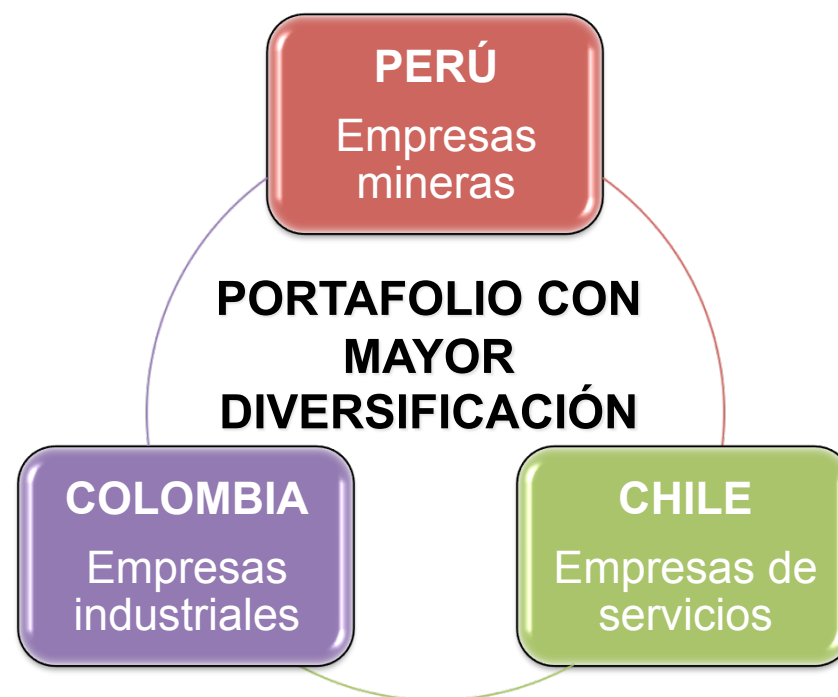 PERÚ
Empresas
mineras
PORTAFOLIO CON
MAYOR
DIVERSIFICACIÓN
COLOMBIA
Empresas
industriales
CHILE
Empresas de
servicios